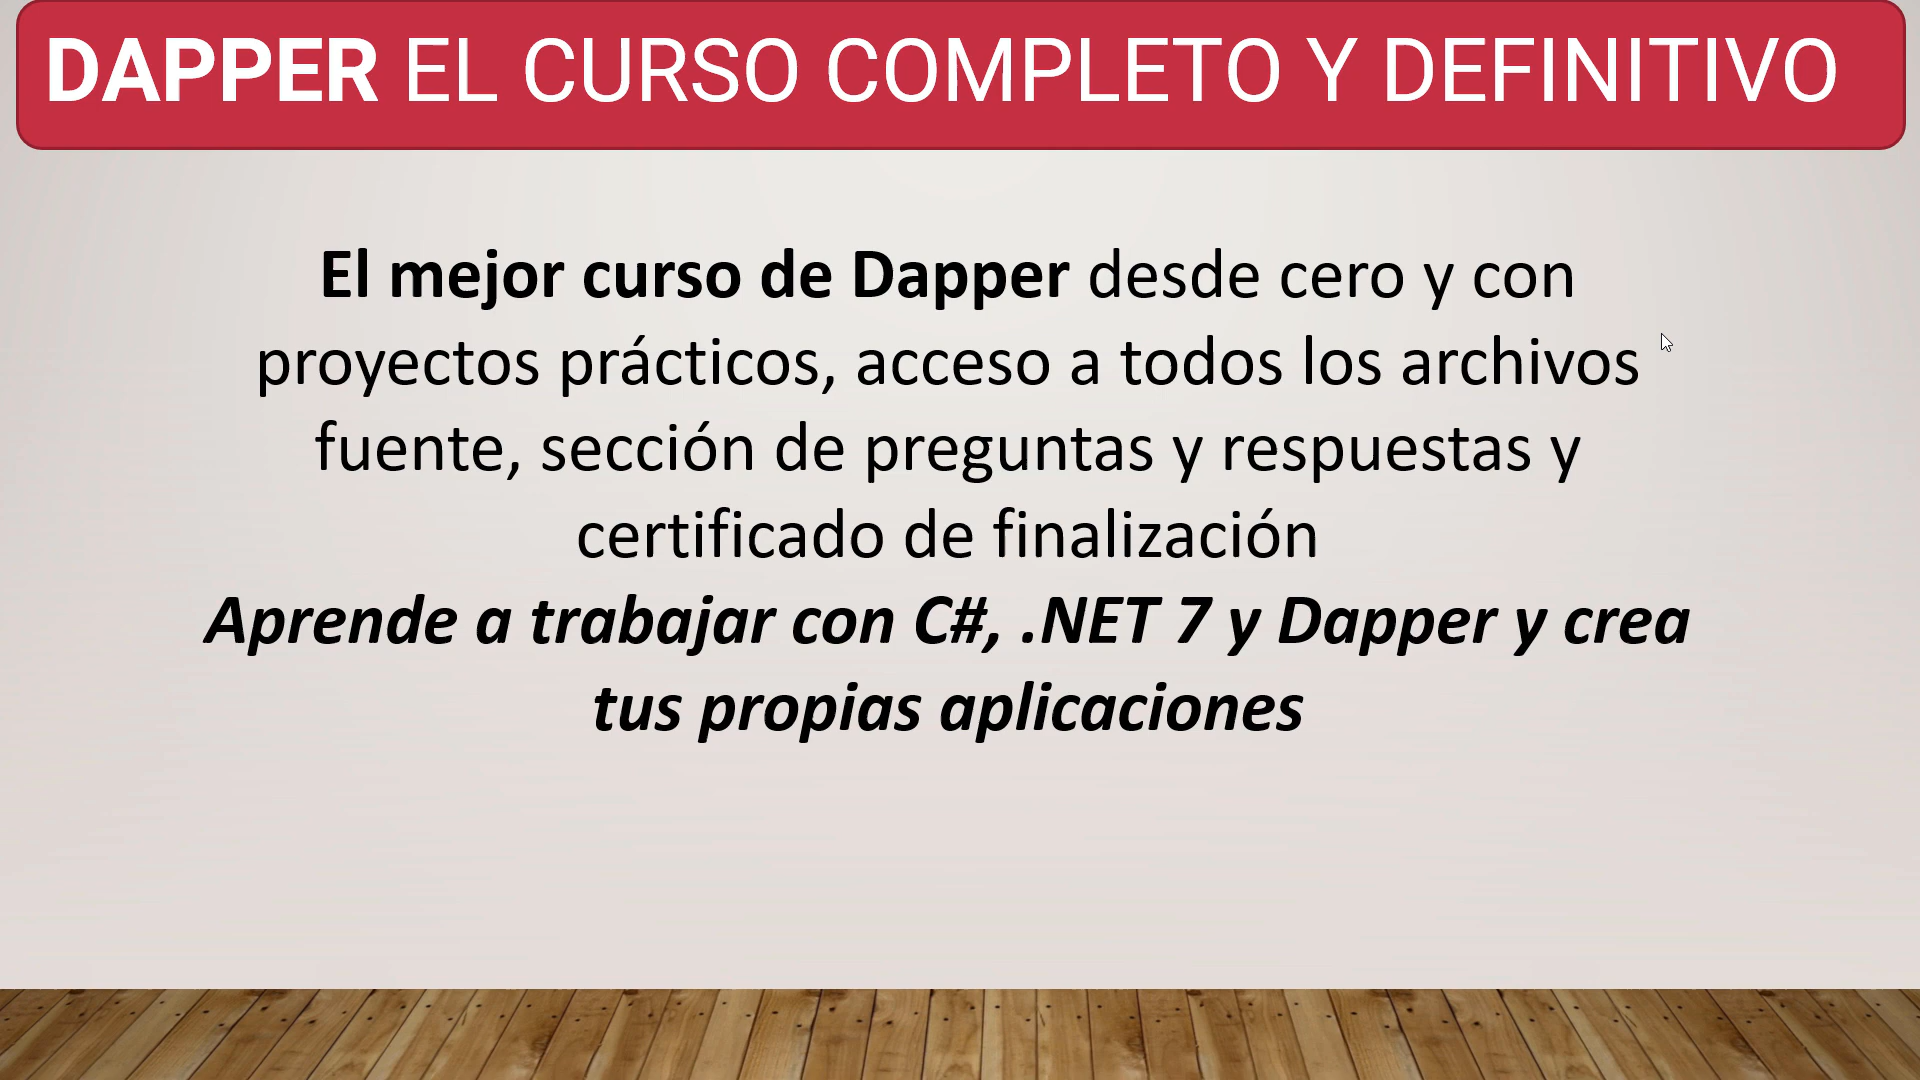 DAPPER EL CURSO COMPLETO Y DEFINITIVO
El mejor curso de Dapper desde cero y con
proyectos prácticos, acceso a todos los archivos
fuente, sección de preguntas y respuestas y
certificado de finalización
Aprende a trabajar con C#, .NET 7 y Dapper y crea
tus propias aplicaciones